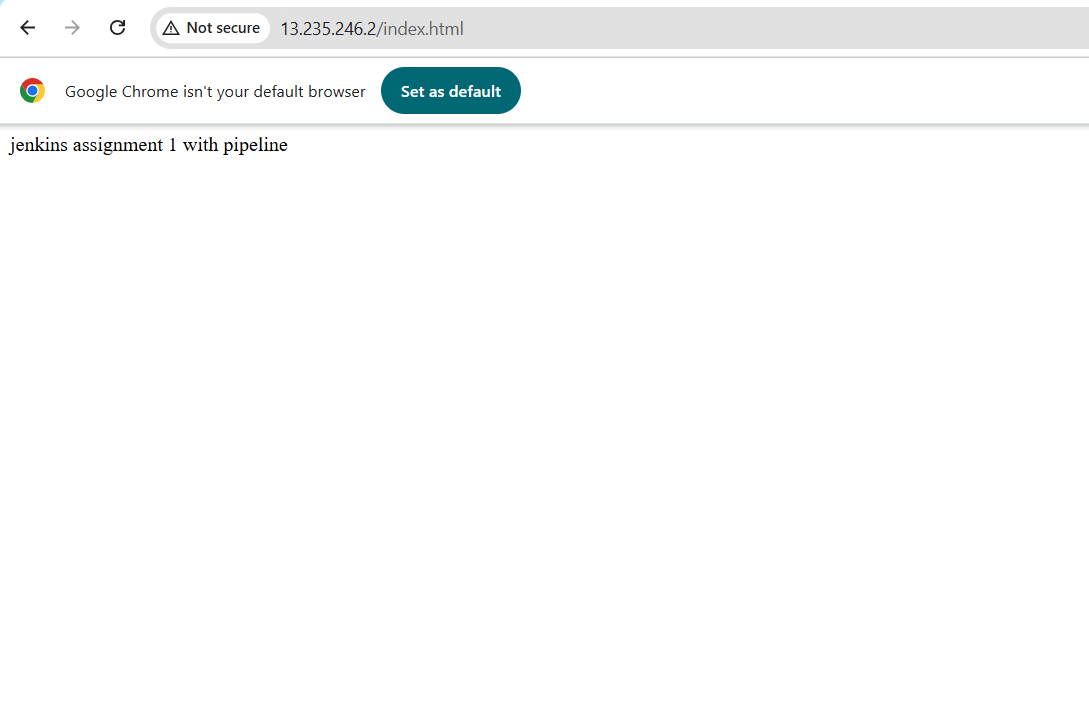 Not secure 13.235.246.2/index.html
Google Chrome isn't your default browser Set as default
jenkins assignment 1 with pipeline